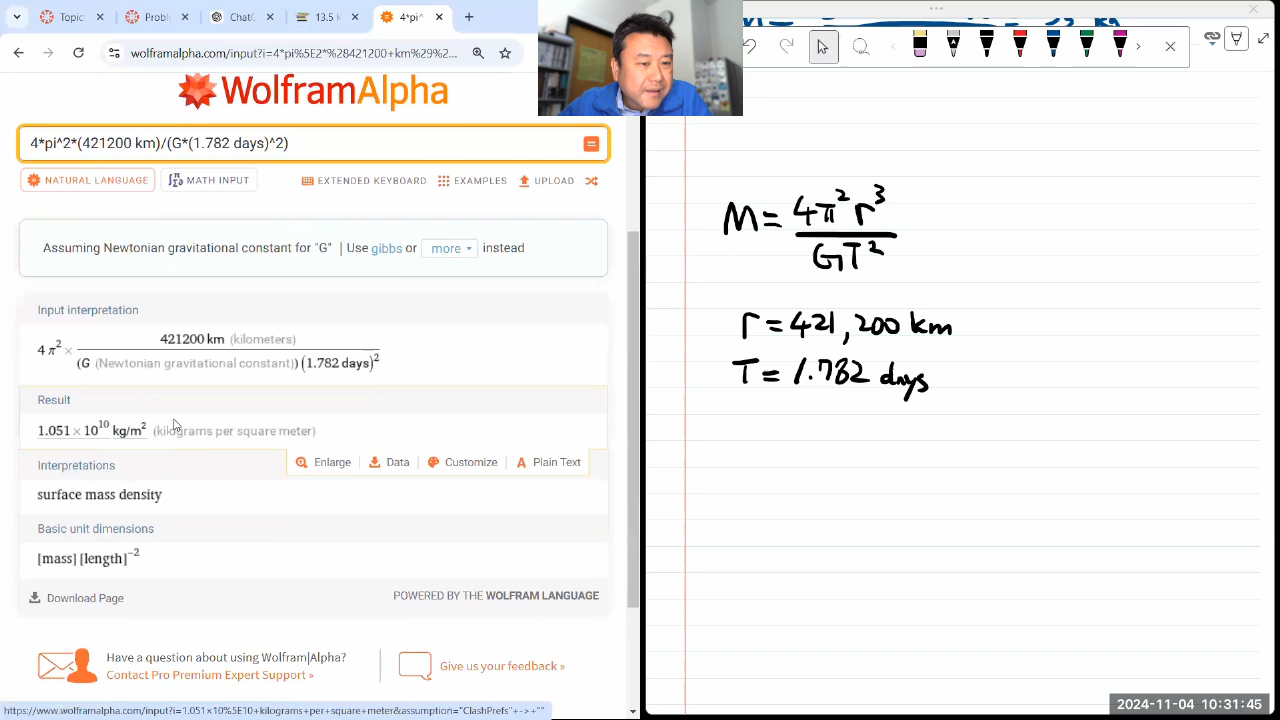 Topic
Probl
ChatG
13.5 k
4*pi^
wolframalpha.com/input?i=4*pi%5E2*%28421200+km%29%2...
WolframAlpha
4*pi^2*(421200 km)/(G*(1.782 days)^2)
NATURAL LANGUAGE
MATH INPUT
EXTENDED KEYBOARD
EXAMPLES
UPLOAD
Assuming Newtonian gravitational constant for "G" | Use gibbs or more instead
Input interpretation
4 π² × 421200 km (kilometers)
(G (Newtonian gravitational constant)) (1.782 days)²
Result
1.051 × 10¹⁰ kg/m² (kilograms per square meter)
Enlarge
Data
Customize
Plain Text
Interpretations
surface mass density
Basic unit dimensions
[mass] [length]⁻²
Download Page
POWERED BY THE WOLFRAM LANGUAGE
Have a question about using Wolfram|Alpha?
Contact Pro Premium Expert Support »
Give us your feedback »
https://www.wolframalpha.com/input?i=1.051×10%5E10+kilograms+per+square+meter&assumption="ClashPrefs"+-->+""
M = 4π²r³
GT²
r = 421,200 km
T = 1.782 days
2024-11-04 10:31:45